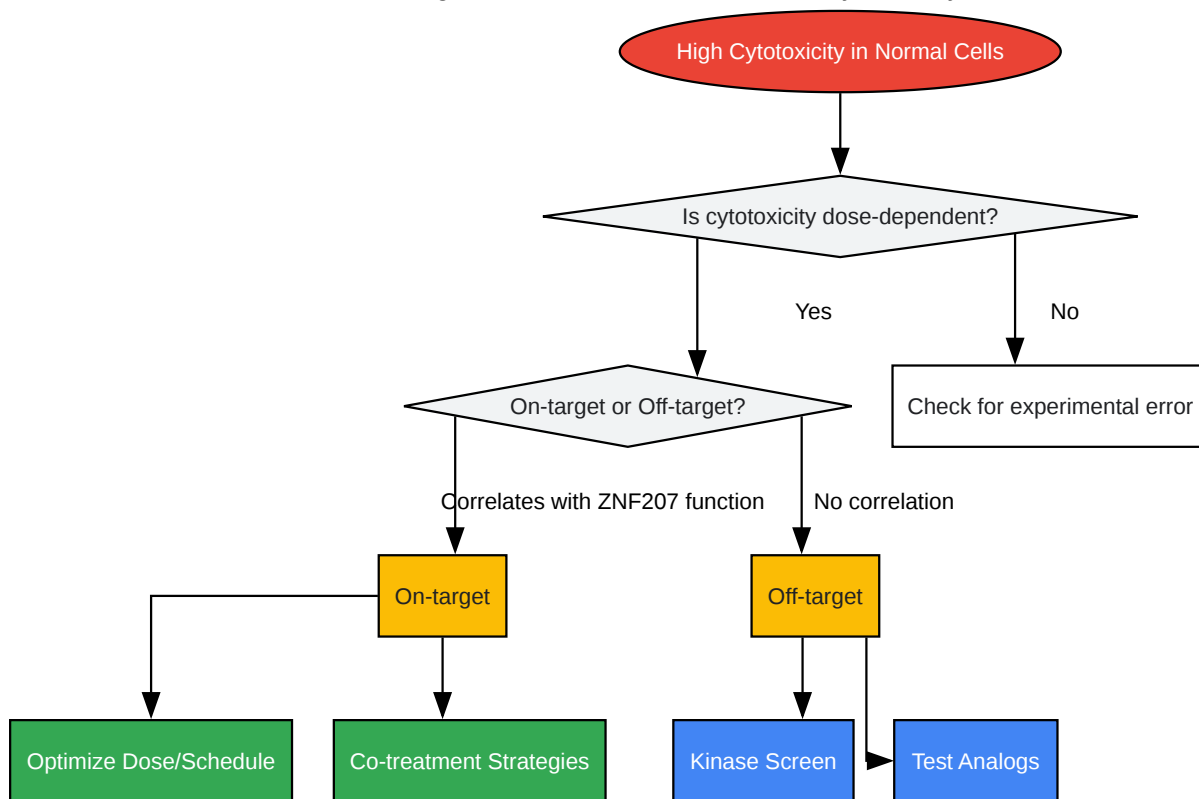 High Cytotoxicity in Normal Cells
Is cytotoxicity dose-dependent?
Yes
No
On-target or Off-target?
Check for experimental error
Correlates with ZNF207 function
No correlation
On-target
Off-target
Optimize Dose/Schedule
Co-treatment Strategies
Kinase Screen
Test Analogs